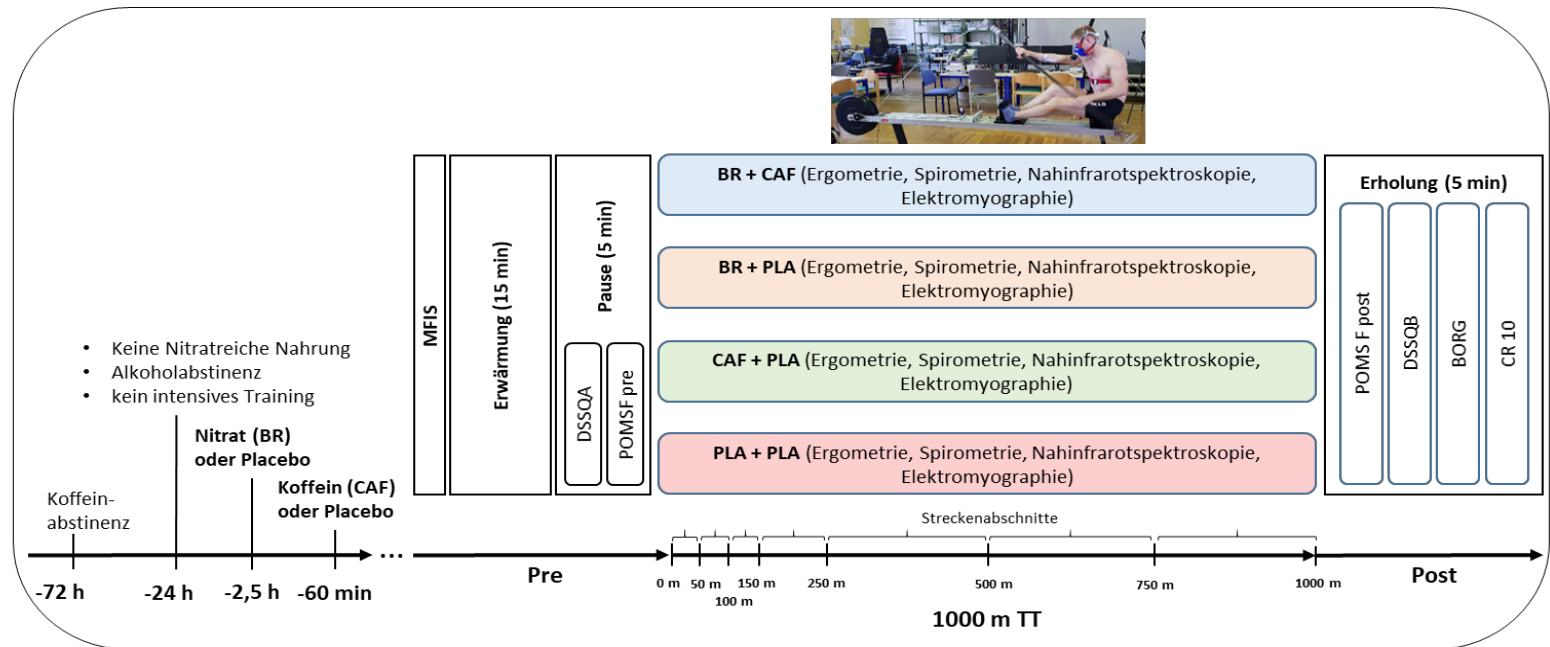 • Keine Nitratreiche Nahrung
• Alkoholabstinenz
• kein intensives Training
Koffein-
abstinenz
Nitrat (BR)
oder Placebo
Koffein (CAF)
oder Placebo
-72 h
-24 h
-2,5 h
-60 min
...
MFIS
Erwärmung (15 min)
Pause (5 min)
DSSQA
POMSF pre
Pre
BR + CAF (Ergometrie, Spirometrie, Nahinfrarotspektroskopie,
Elektromyographie)
BR + PLA (Ergometrie, Spirometrie, Nahinfrarotspektroskopie,
Elektromyographie)
CAF + PLA (Ergometrie, Spirometrie, Nahinfrarotspektroskopie,
Elektromyographie)
PLA + PLA (Ergometrie, Spirometrie, Nahinfrarotspektroskopie,
Elektromyographie)
Streckenabschnitte
0 m
50 m
100 m
150 m
250 m
500 m
750 m
1000 m
1000 m TT
Erholung (5 min)
POMS F post
DSSQB
BORG
CR 10
Post